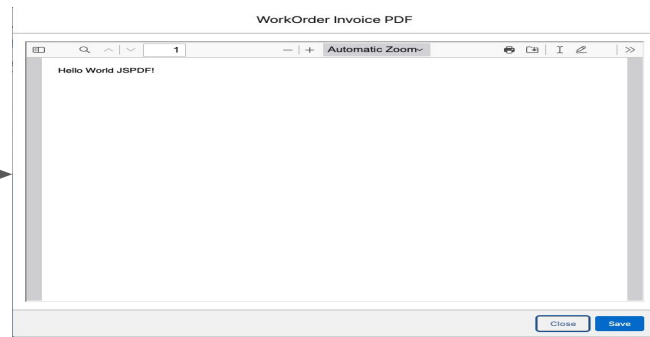 WorkOrder Invoice PDF
1
Automatic Zoom
Hello World JSPDF!
Close
Save